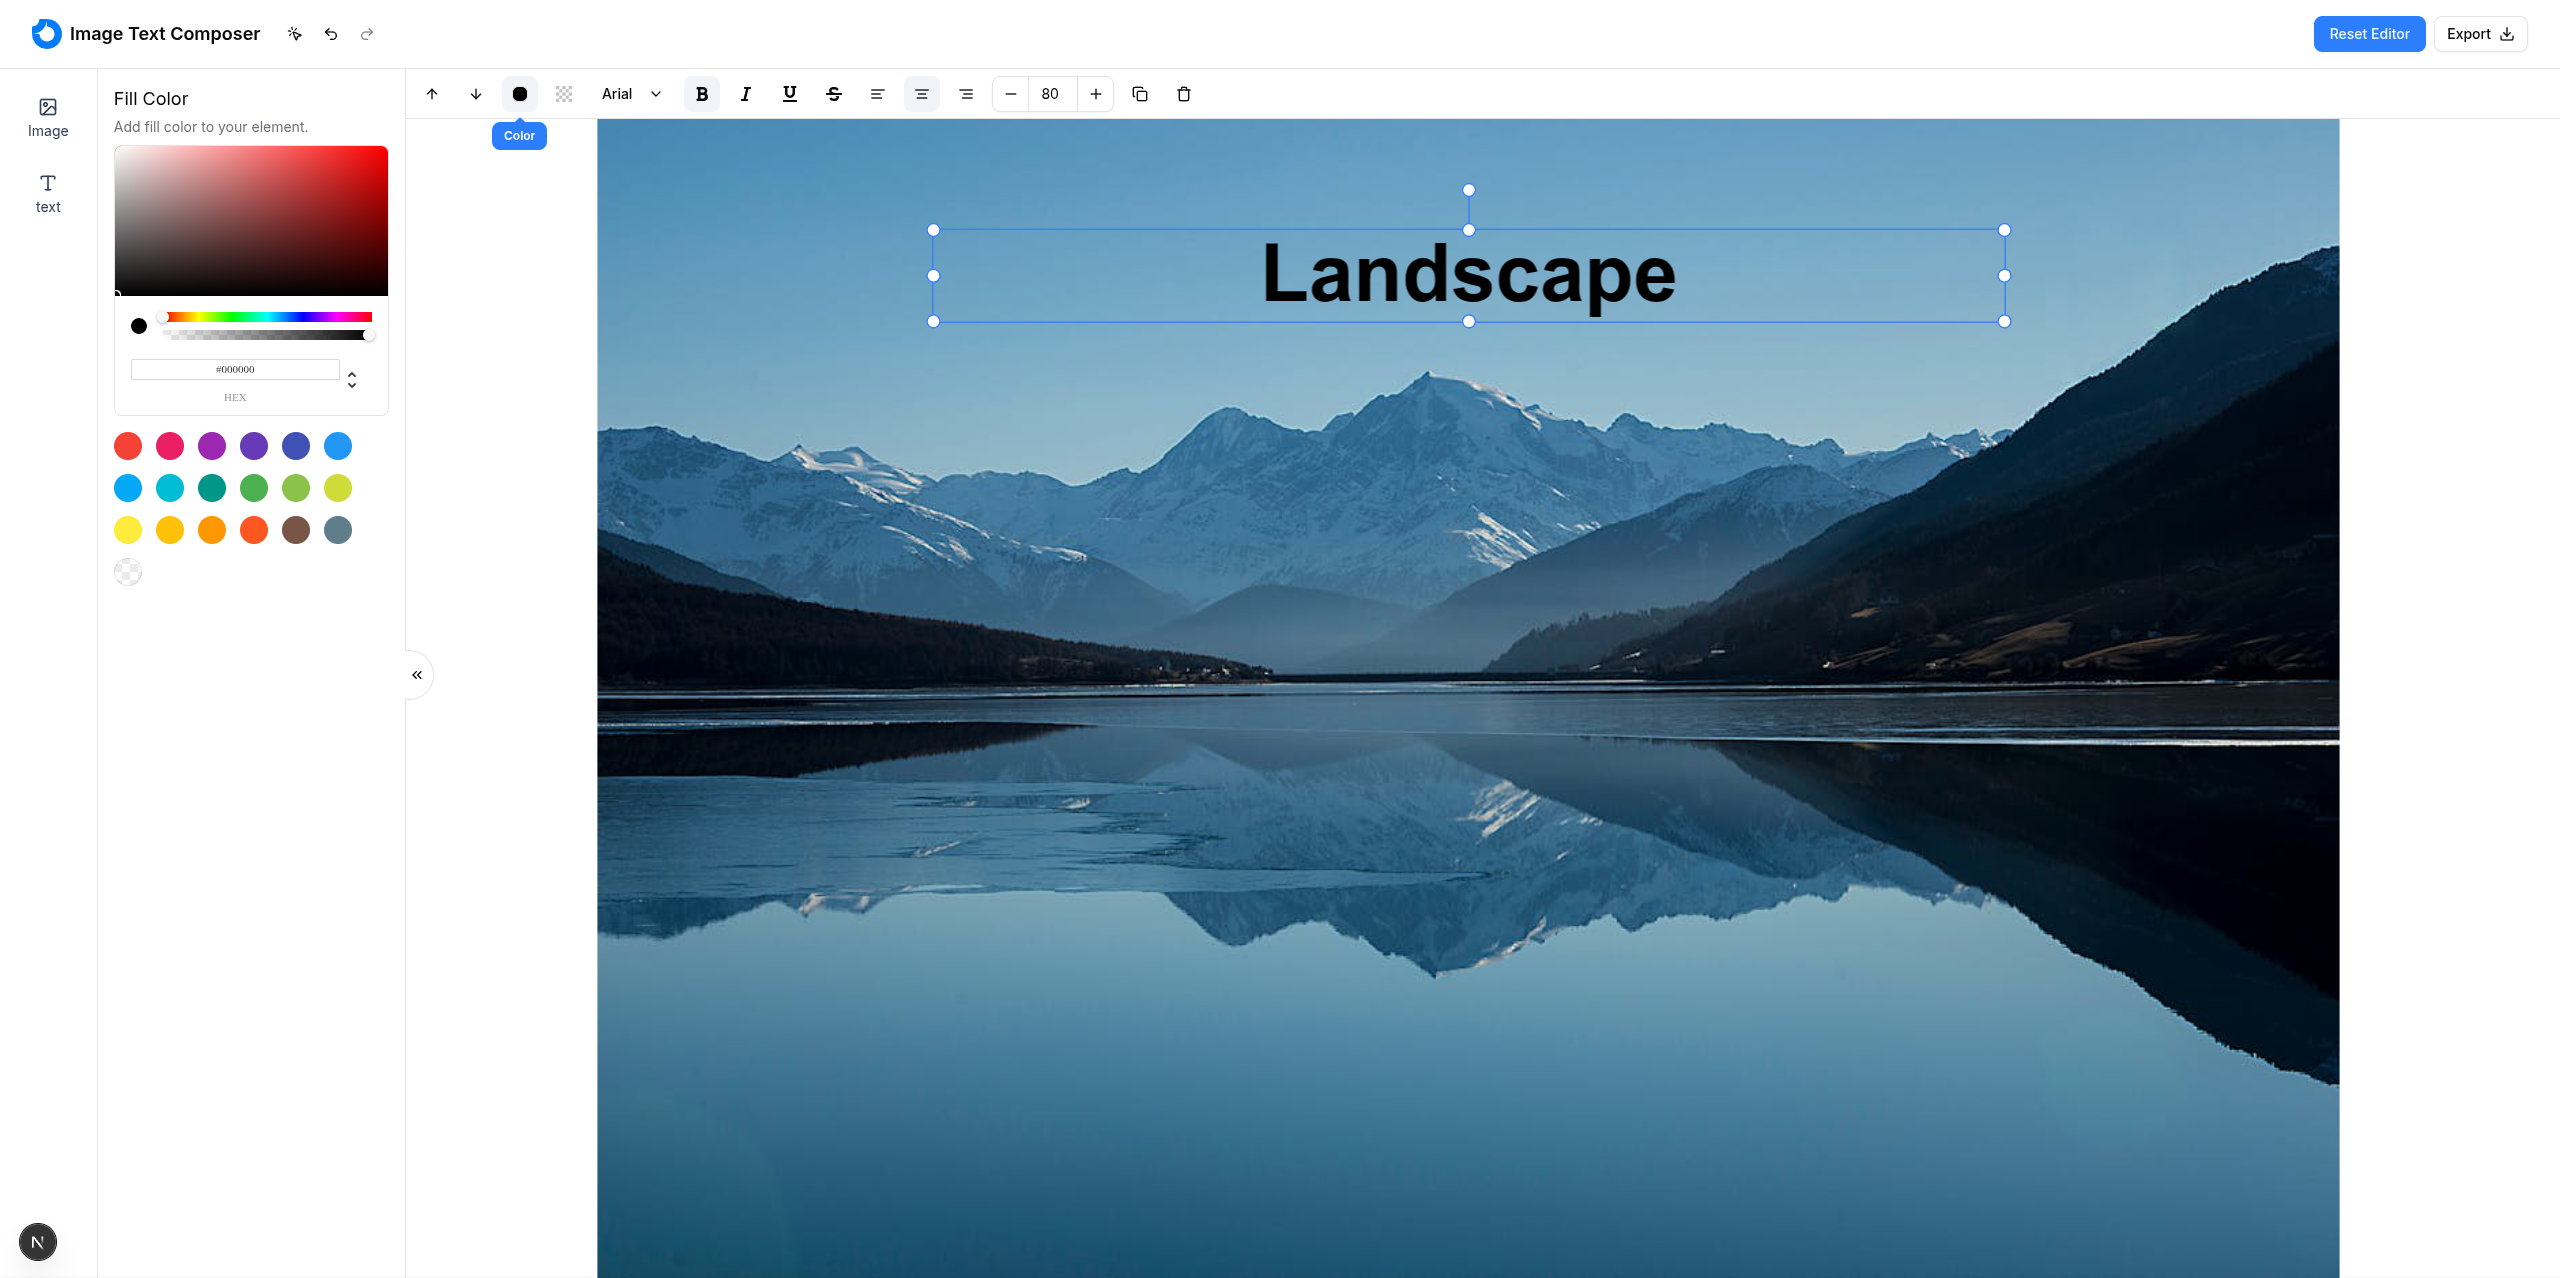 Image Text Composer
Reset Editor
Export
Image
text
Fill Color
Add fill color to your element.
#000000
HEX
Arial
B
I
U
S
80
Color
Landscape
N